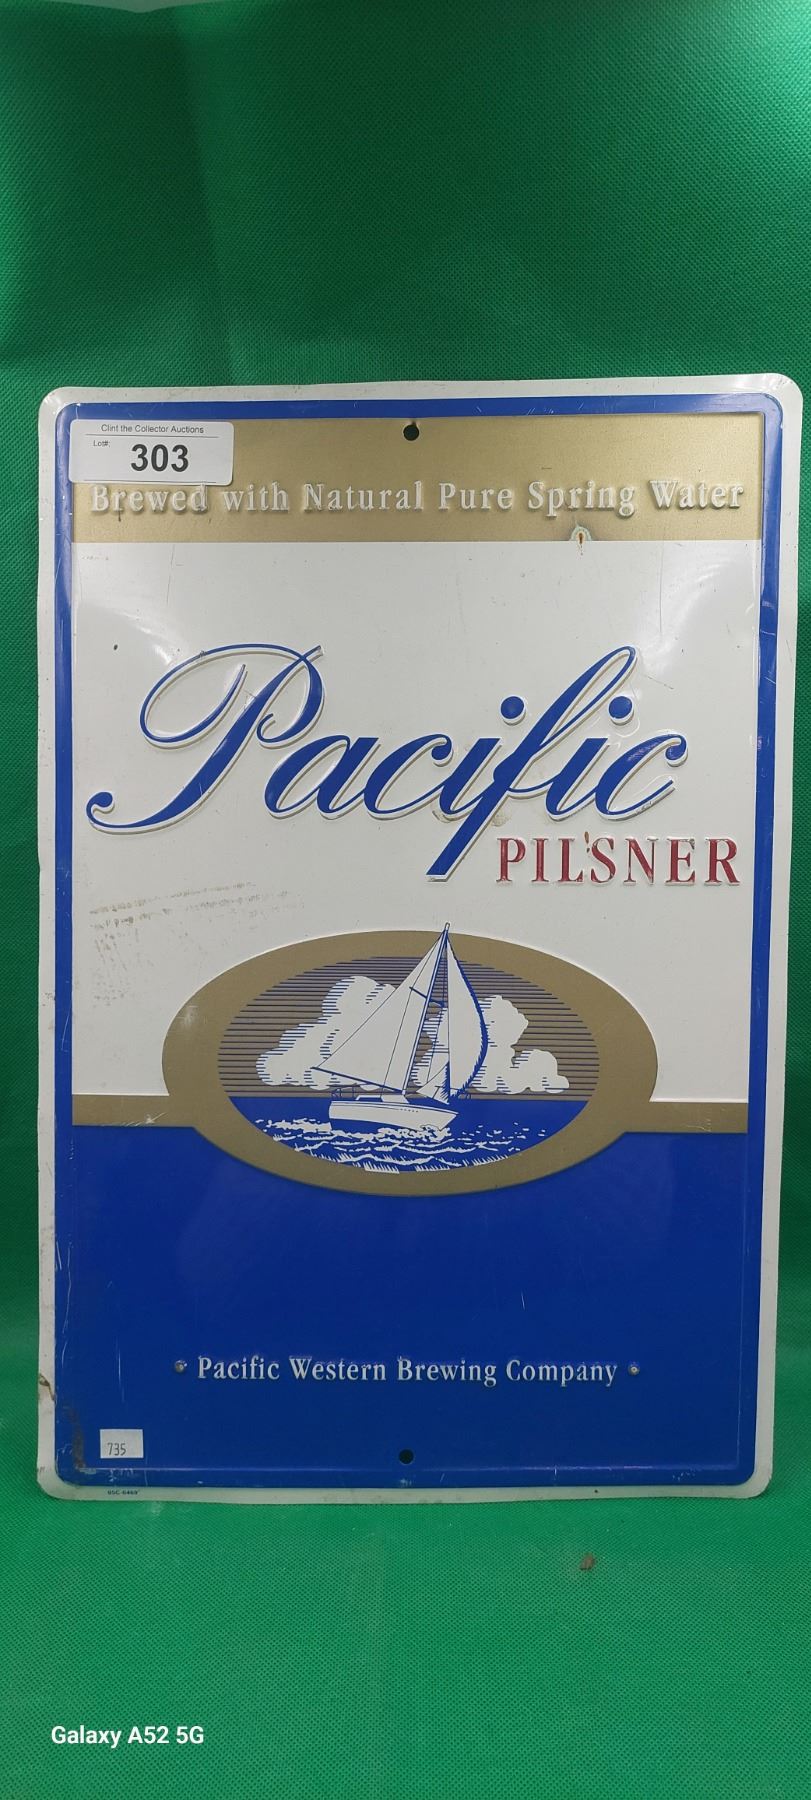 Clint the Collector Auctions
Lot#:
303
Brewed with Natural Pure Spring Water
Pacific
PILSNER
• Pacific Western Brewing Company •
735
Galaxy A52 5G